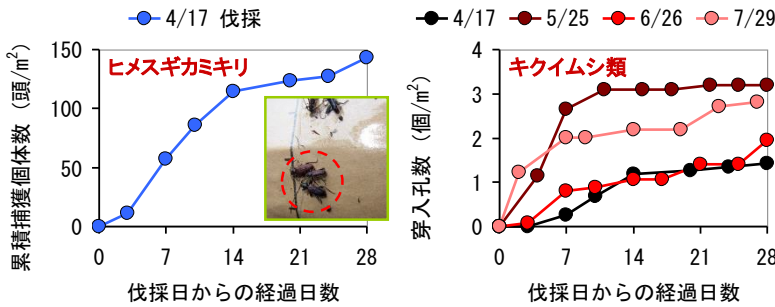 4/17 伐採
ヒメスギカミキリ
累積捕獲個体数 (頭/m²)
150
100
50
0
0 7 14 21 28
伐採日からの経過日数
4/17 5/25 6/26 7/29
キクイムシ類
穿入孔数 (個/m²)
4
3
2
1
0
0 7 14 21 28
伐採日からの経過日数